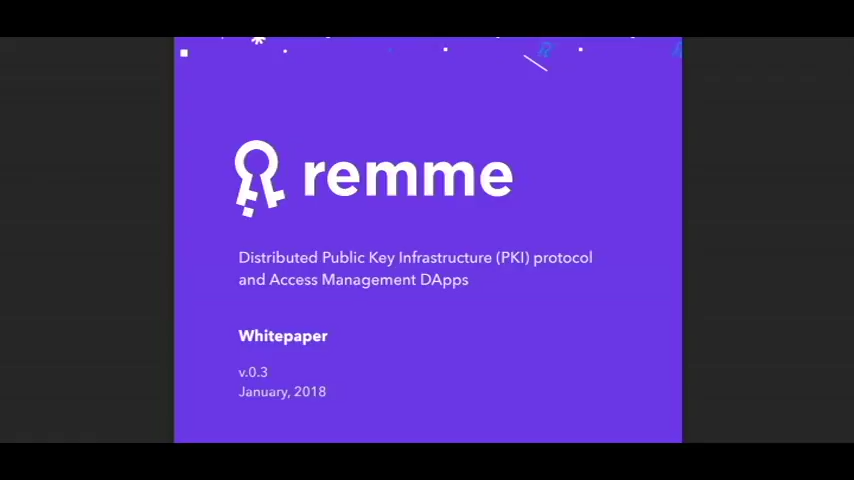 remme
Distributed Public Key Infrastructure (PKI) protocol
and Access Management DApps
Whitepaper
v.0.3
January, 2018